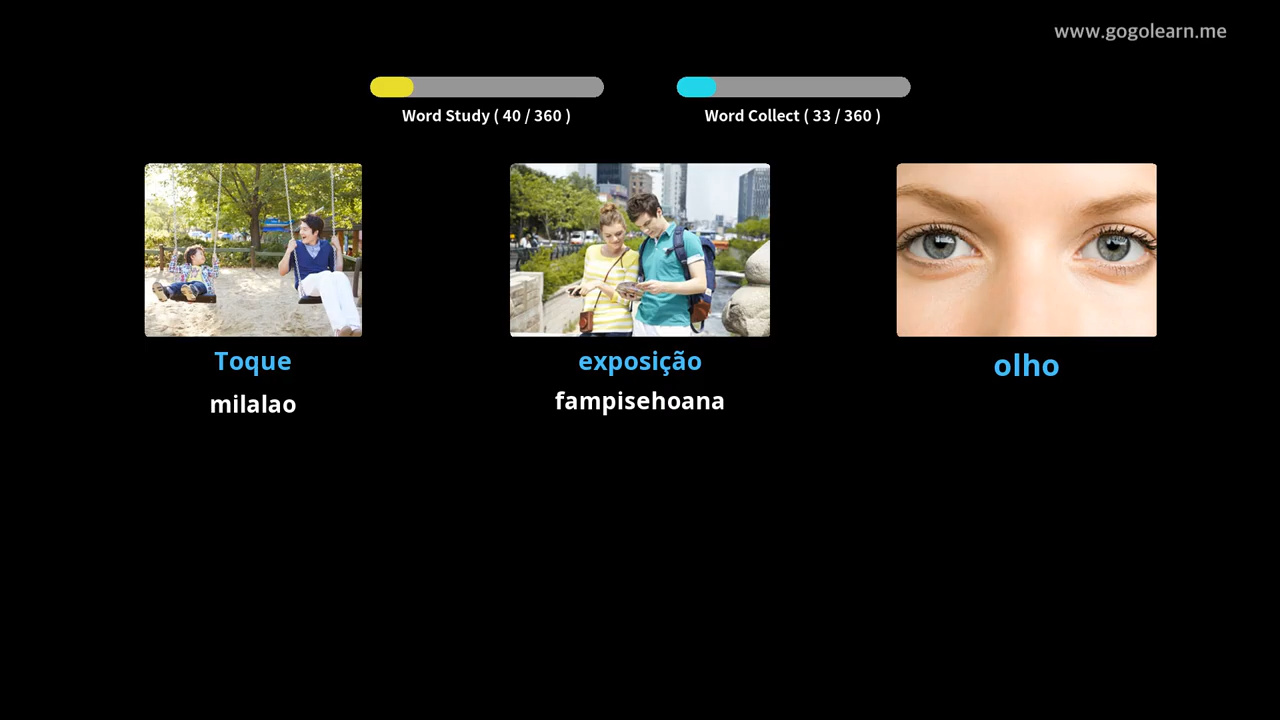 www.gogolearn.me
Word Study ( 40 / 360 )
Word Collect ( 33 / 360 )
Toque
milalao
exposição
fampisehoana
olho